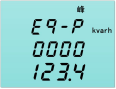 峰
E9-P kvarh
0000
123.4